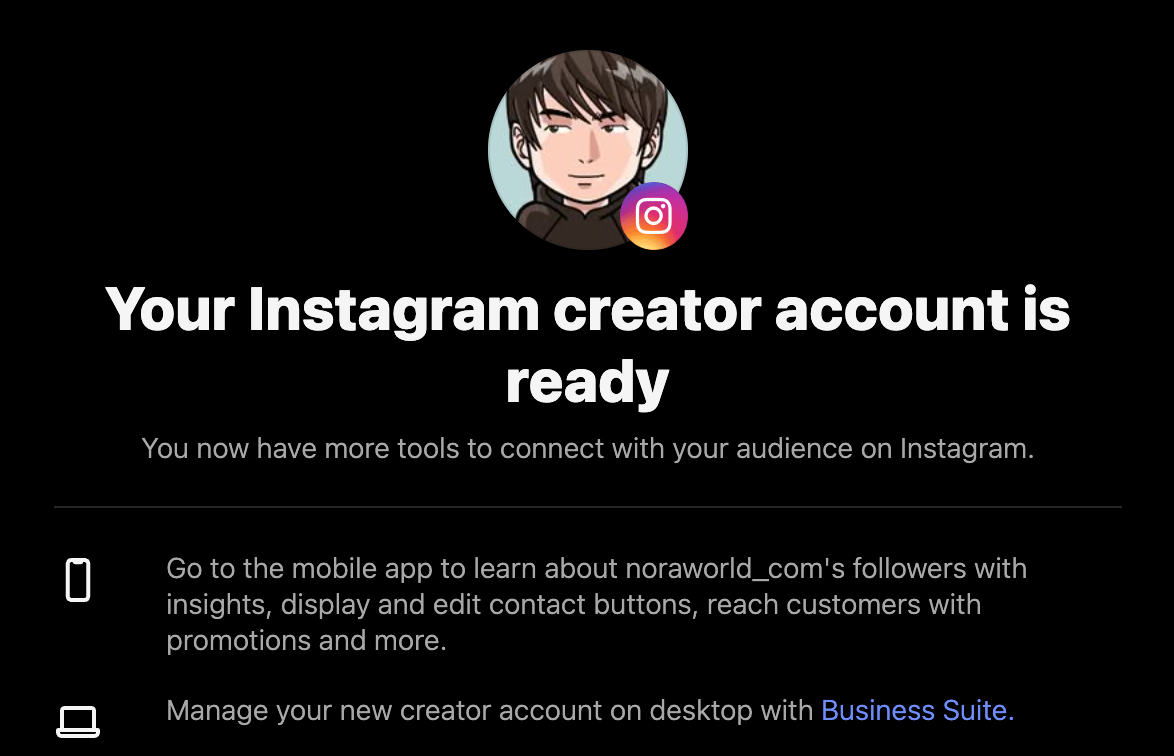 Your Instagram creator account is
ready
You now have more tools to connect with your audience on Instagram.
Go to the mobile app to learn about noraworld_com's followers with
insights, display and edit contact buttons, reach customers with
promotions and more.
Manage your new creator account on desktop with Business Suite.